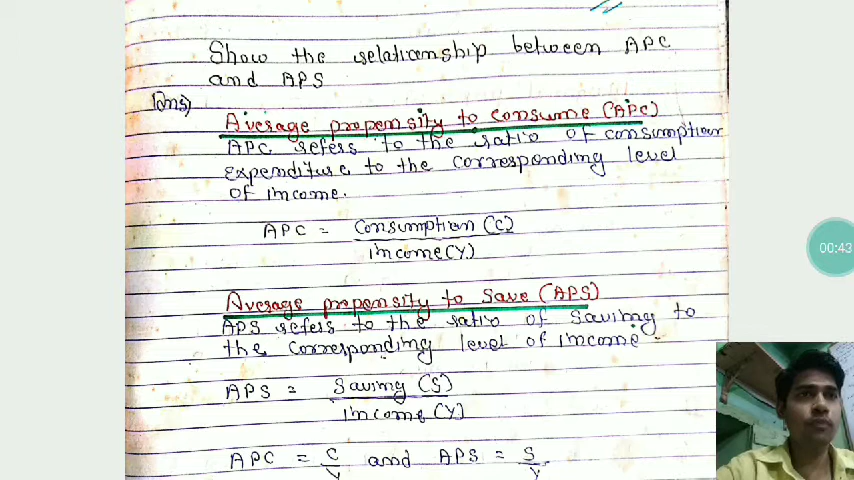 Show the relationship between APC
and APS
Average propensity to consume (APC)
APC refers to the ratio of consumption
expenditure to the corresponding level
of income.
APC = Consumption (C)
income (Y)
Average propensity to save (APS)
APS refers to the ratio of saving to
the corresponding level of income.
APS = Saving (S)
income (Y)
APC = C and APS = S
Y Y
00:43